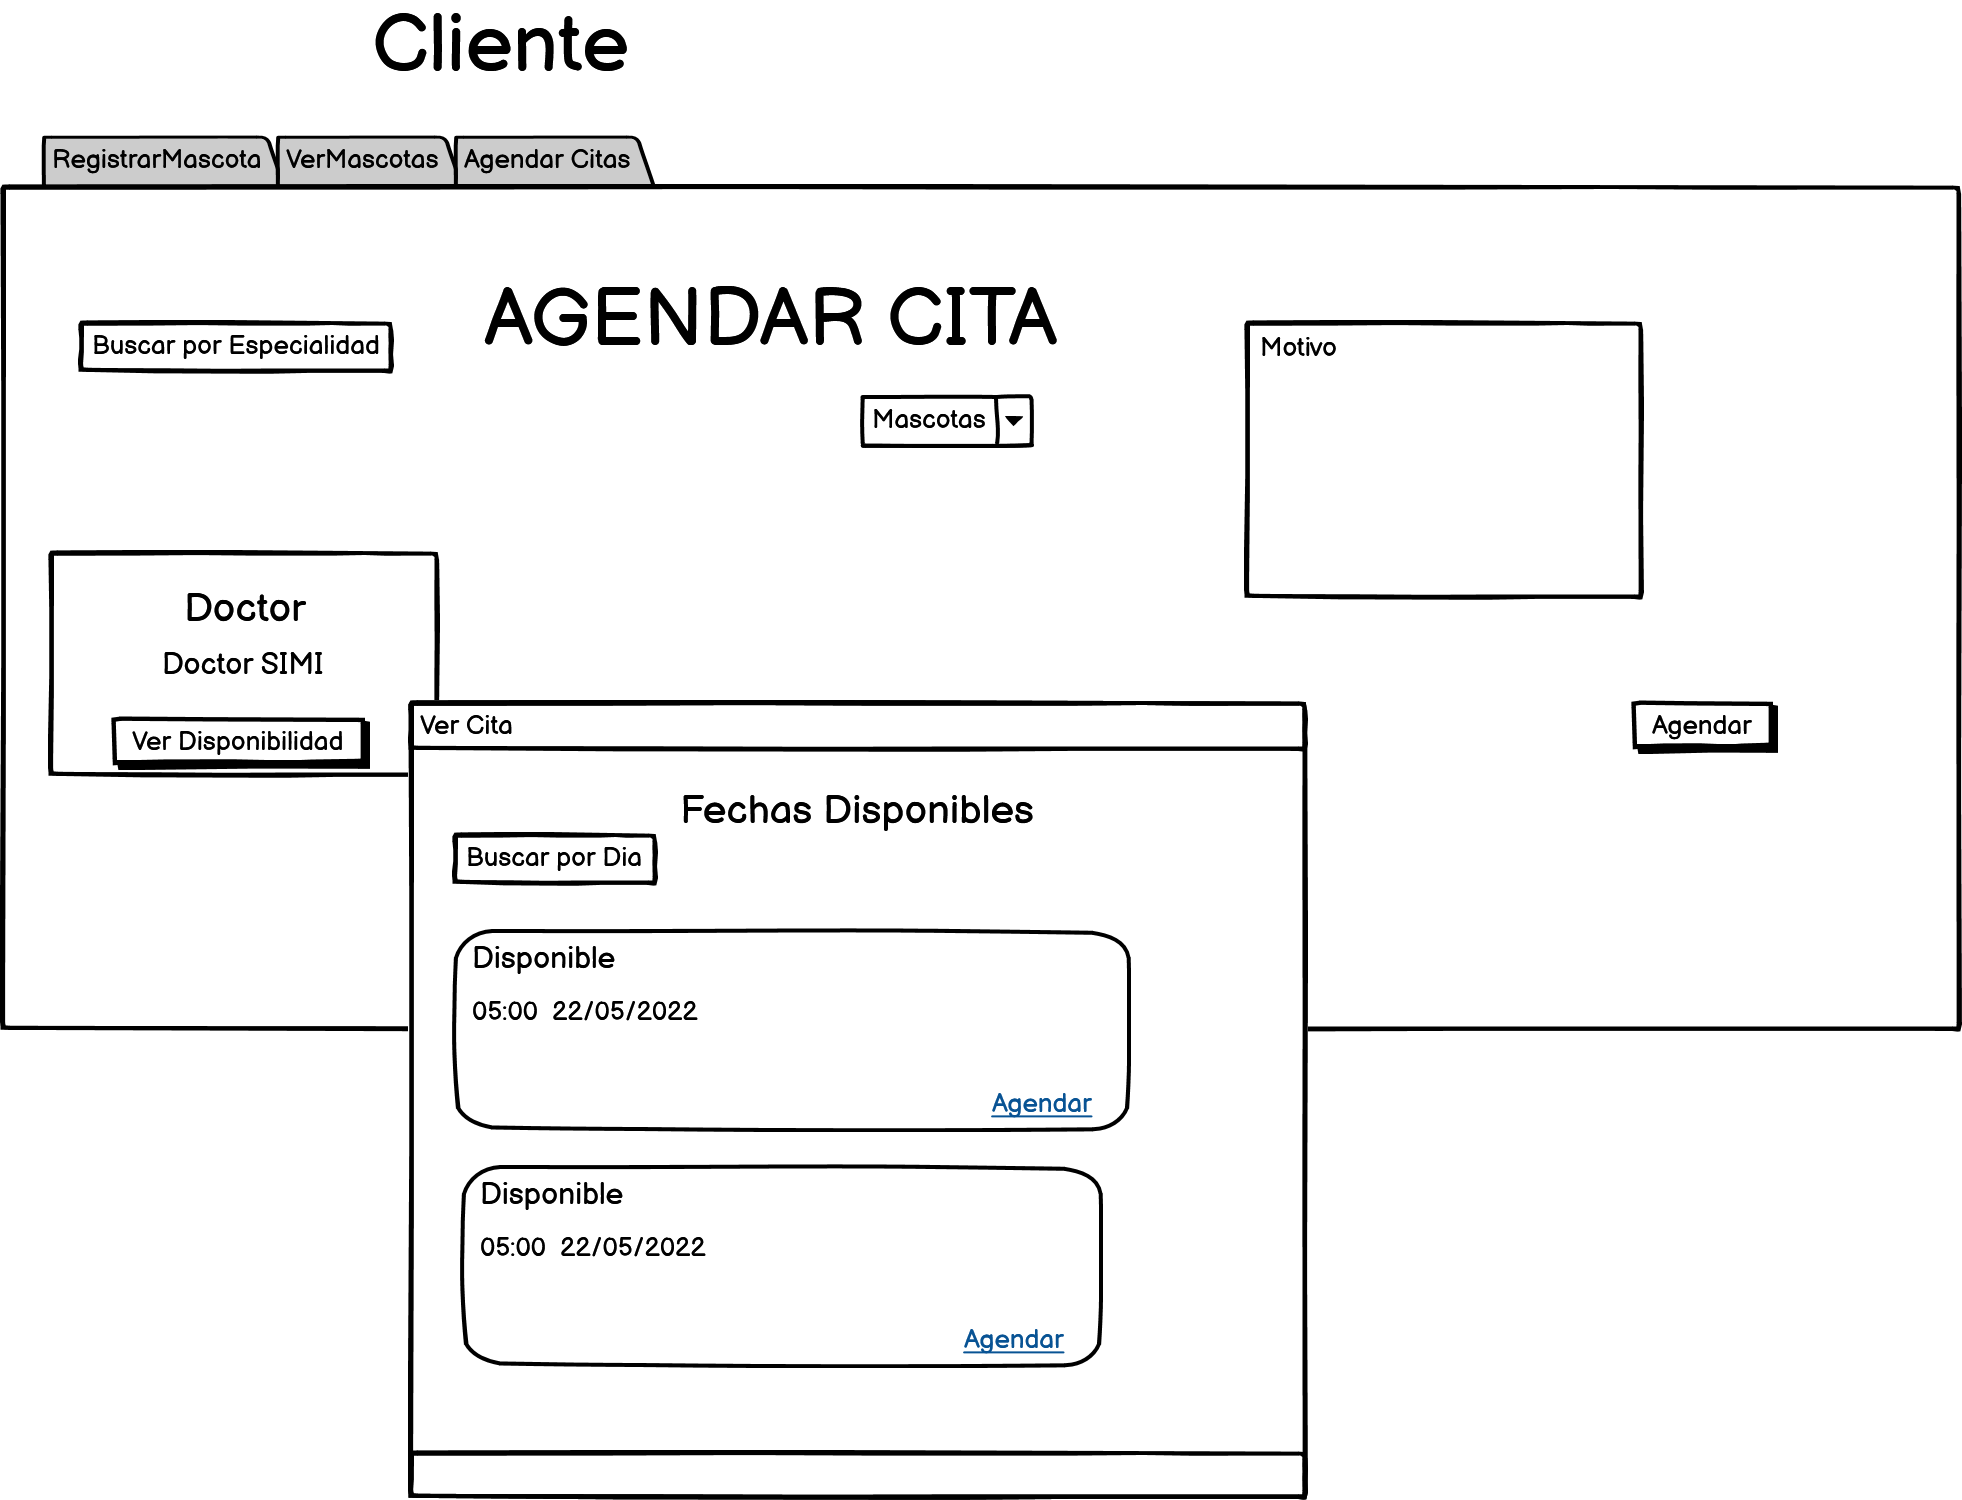 Cliente
RegistrarMascota
VerMascotas
Agendar Citas
AGENDAR CITA
Buscar por Especialidad
Motivo
Mascotas
Doctor
Doctor SIMI
Ver Disponibilidad
Agendar
Ver Cita
Fechas Disponibles
Buscar por Dia
Disponible
05:00 22/05/2022
Agendar
Disponible
05:00 22/05/2022
Agendar